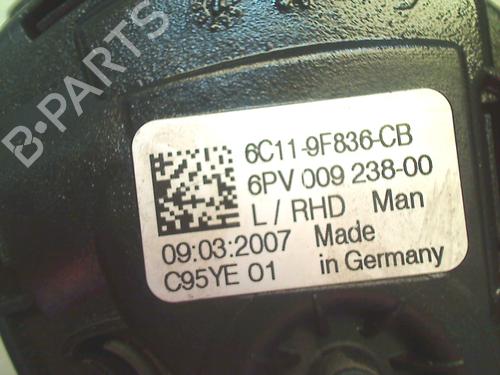 B-PARTS
6C11-9F836-CB
6PV 009 238-00
L / RHD Man
09:03:2007 Made
C95YE 01 in Germany